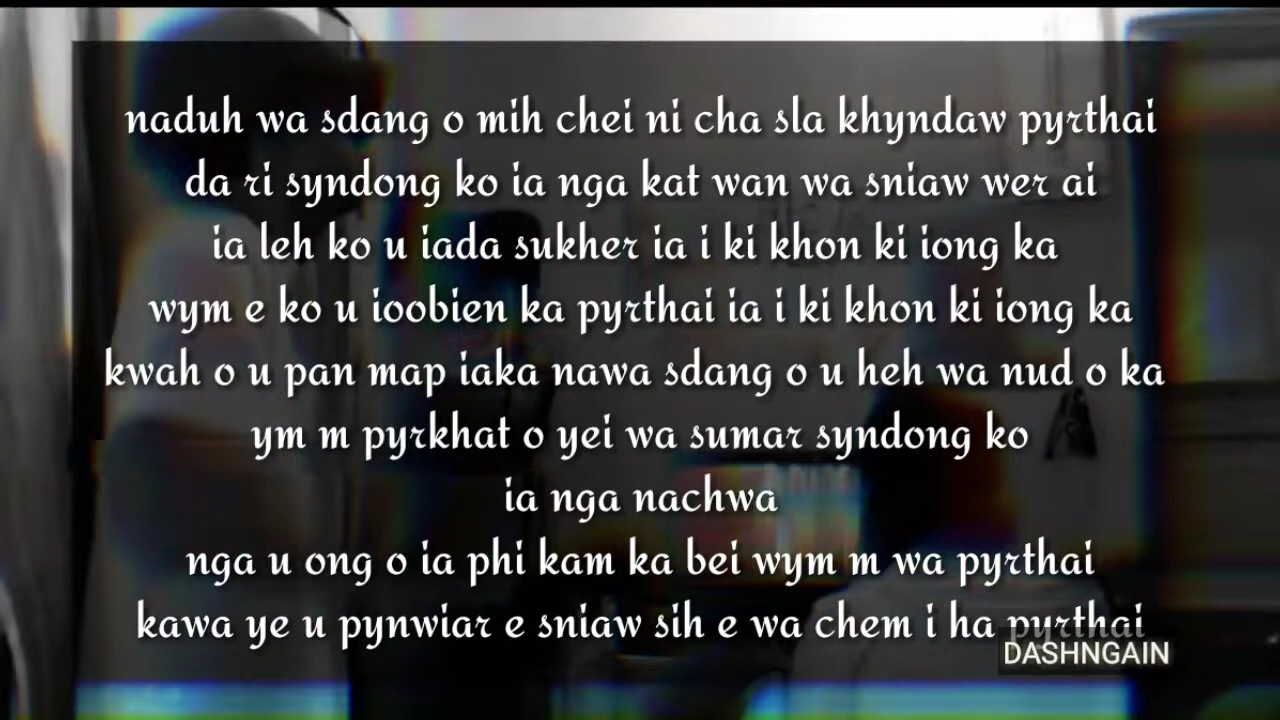 naduh wa sdang o mih chei ni cha sla khyndaw pyrthai
da ri syndong ko ia nga kat wan wa sniaw wer ai
ia leh ko u iada sukher ia i ki khon ki iong ka
wym e ko u ioobien ka pyrthai ia i ki khon ki iong ka
kwah o u pan map iaka nawa sdang o u heh wa nud o ka
ym m pyrkhat o yei wa sumar syndong ko
ia nga nachwa
nga u ong o ia phi kam ka bei wym m wa pyrthai
kawa ye u pynwiar e sniaw sih e wa chem i ha pyrthai
DASHNGAIN